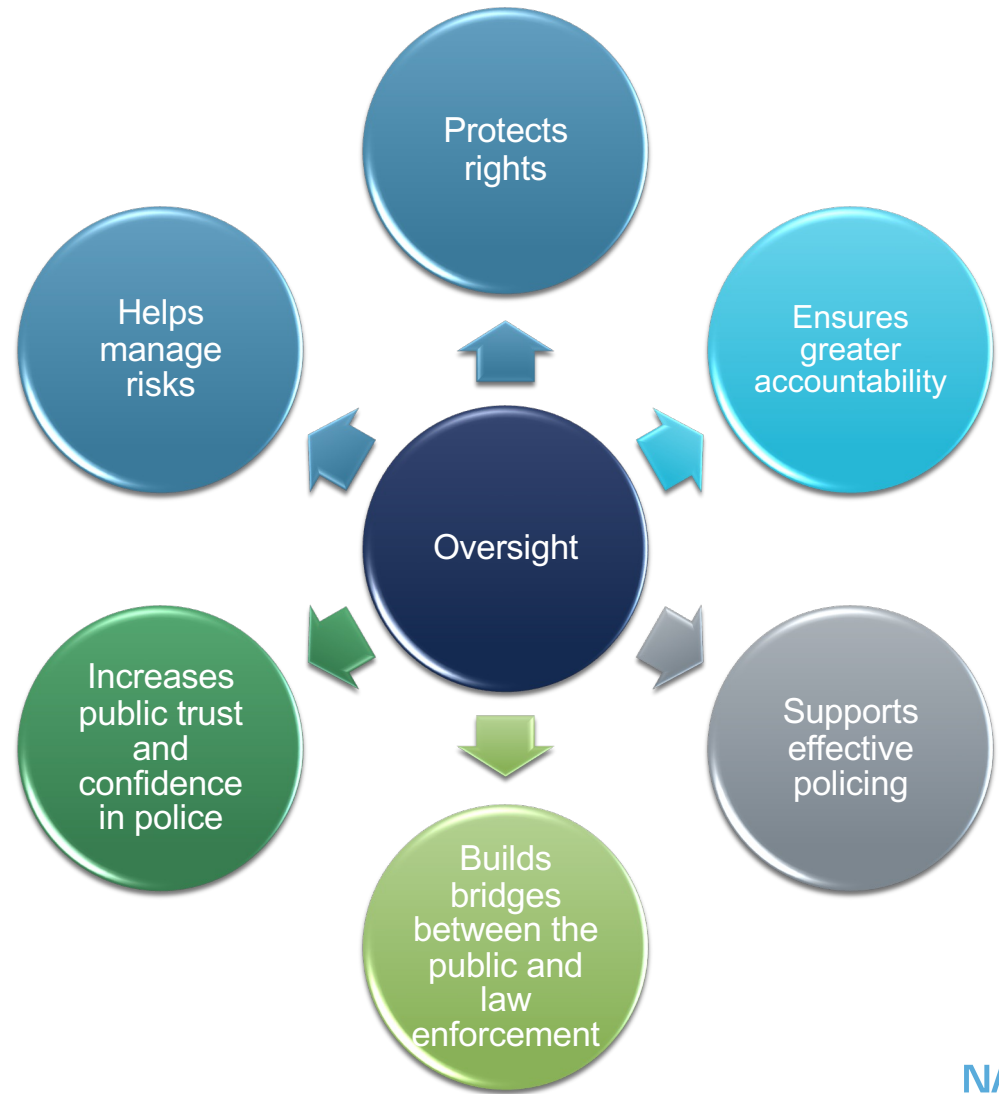 Protects
rights
Ensures
greater
accountability
Supports
effective
policing
Builds
bridges
between the
public and
law
enforcement
Increases
public trust
and
confidence
in police
Helps
manage
risks
Oversight